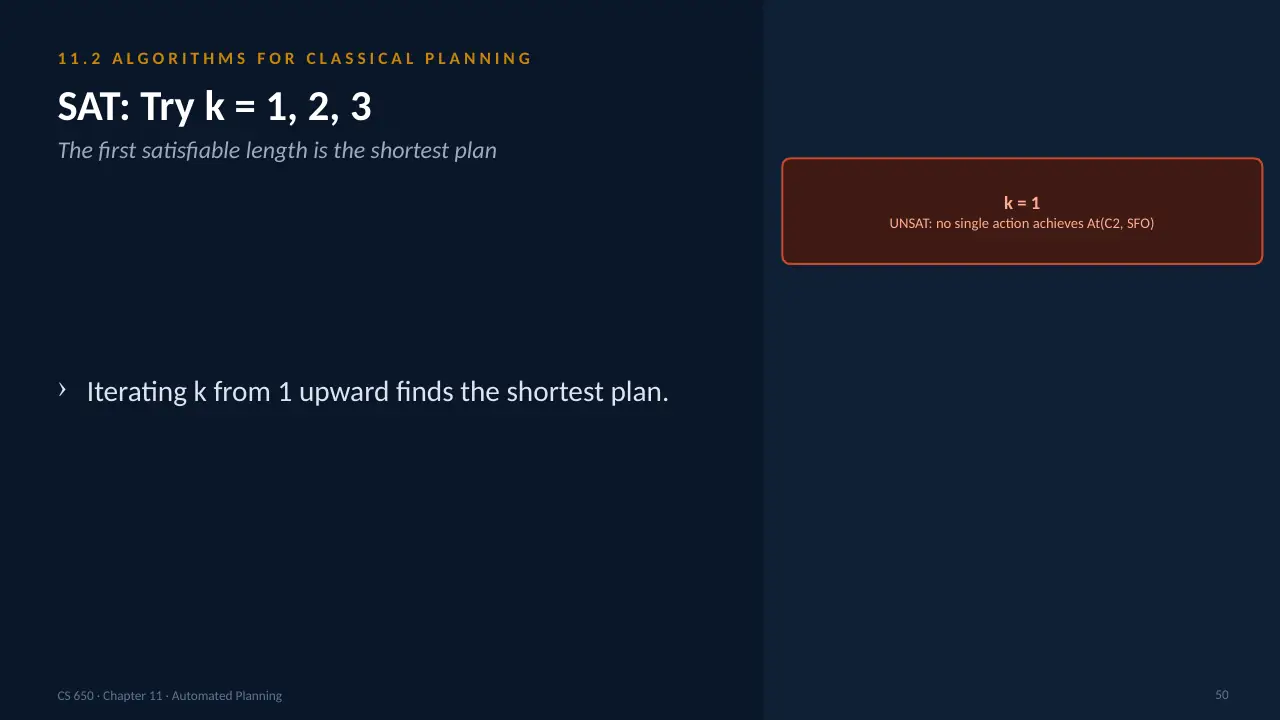 11.2 ALGORITHMS FOR CLASSICAL PLANNING
SAT: Try k = 1, 2, 3
The first satisfiable length is the shortest plan
k = 1
UNSAT: no single action achieves At(C2, SFO)
› Iterating k from 1 upward finds the shortest plan.
CS 650 · Chapter 11 · Automated Planning
50